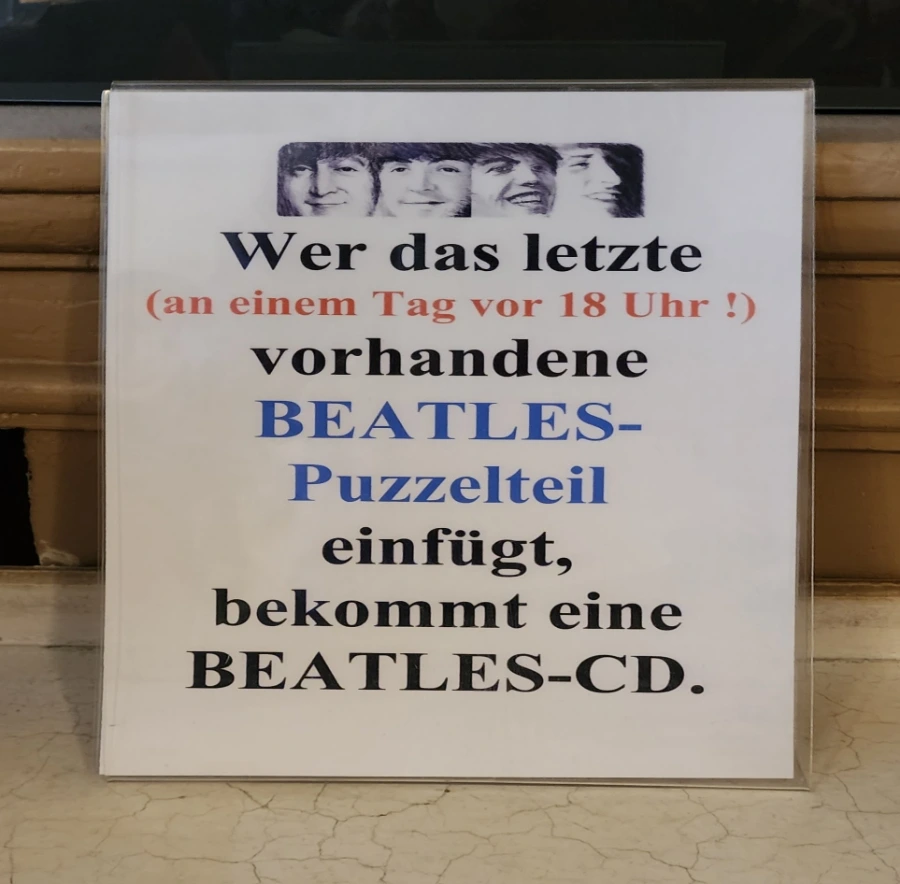 Wer das letzte
(an einem Tag vor 18 Uhr !)
vorhandene
BEATLES-
Puzzelteil
einfügt,
bekommt eine
BEATLES-CD.